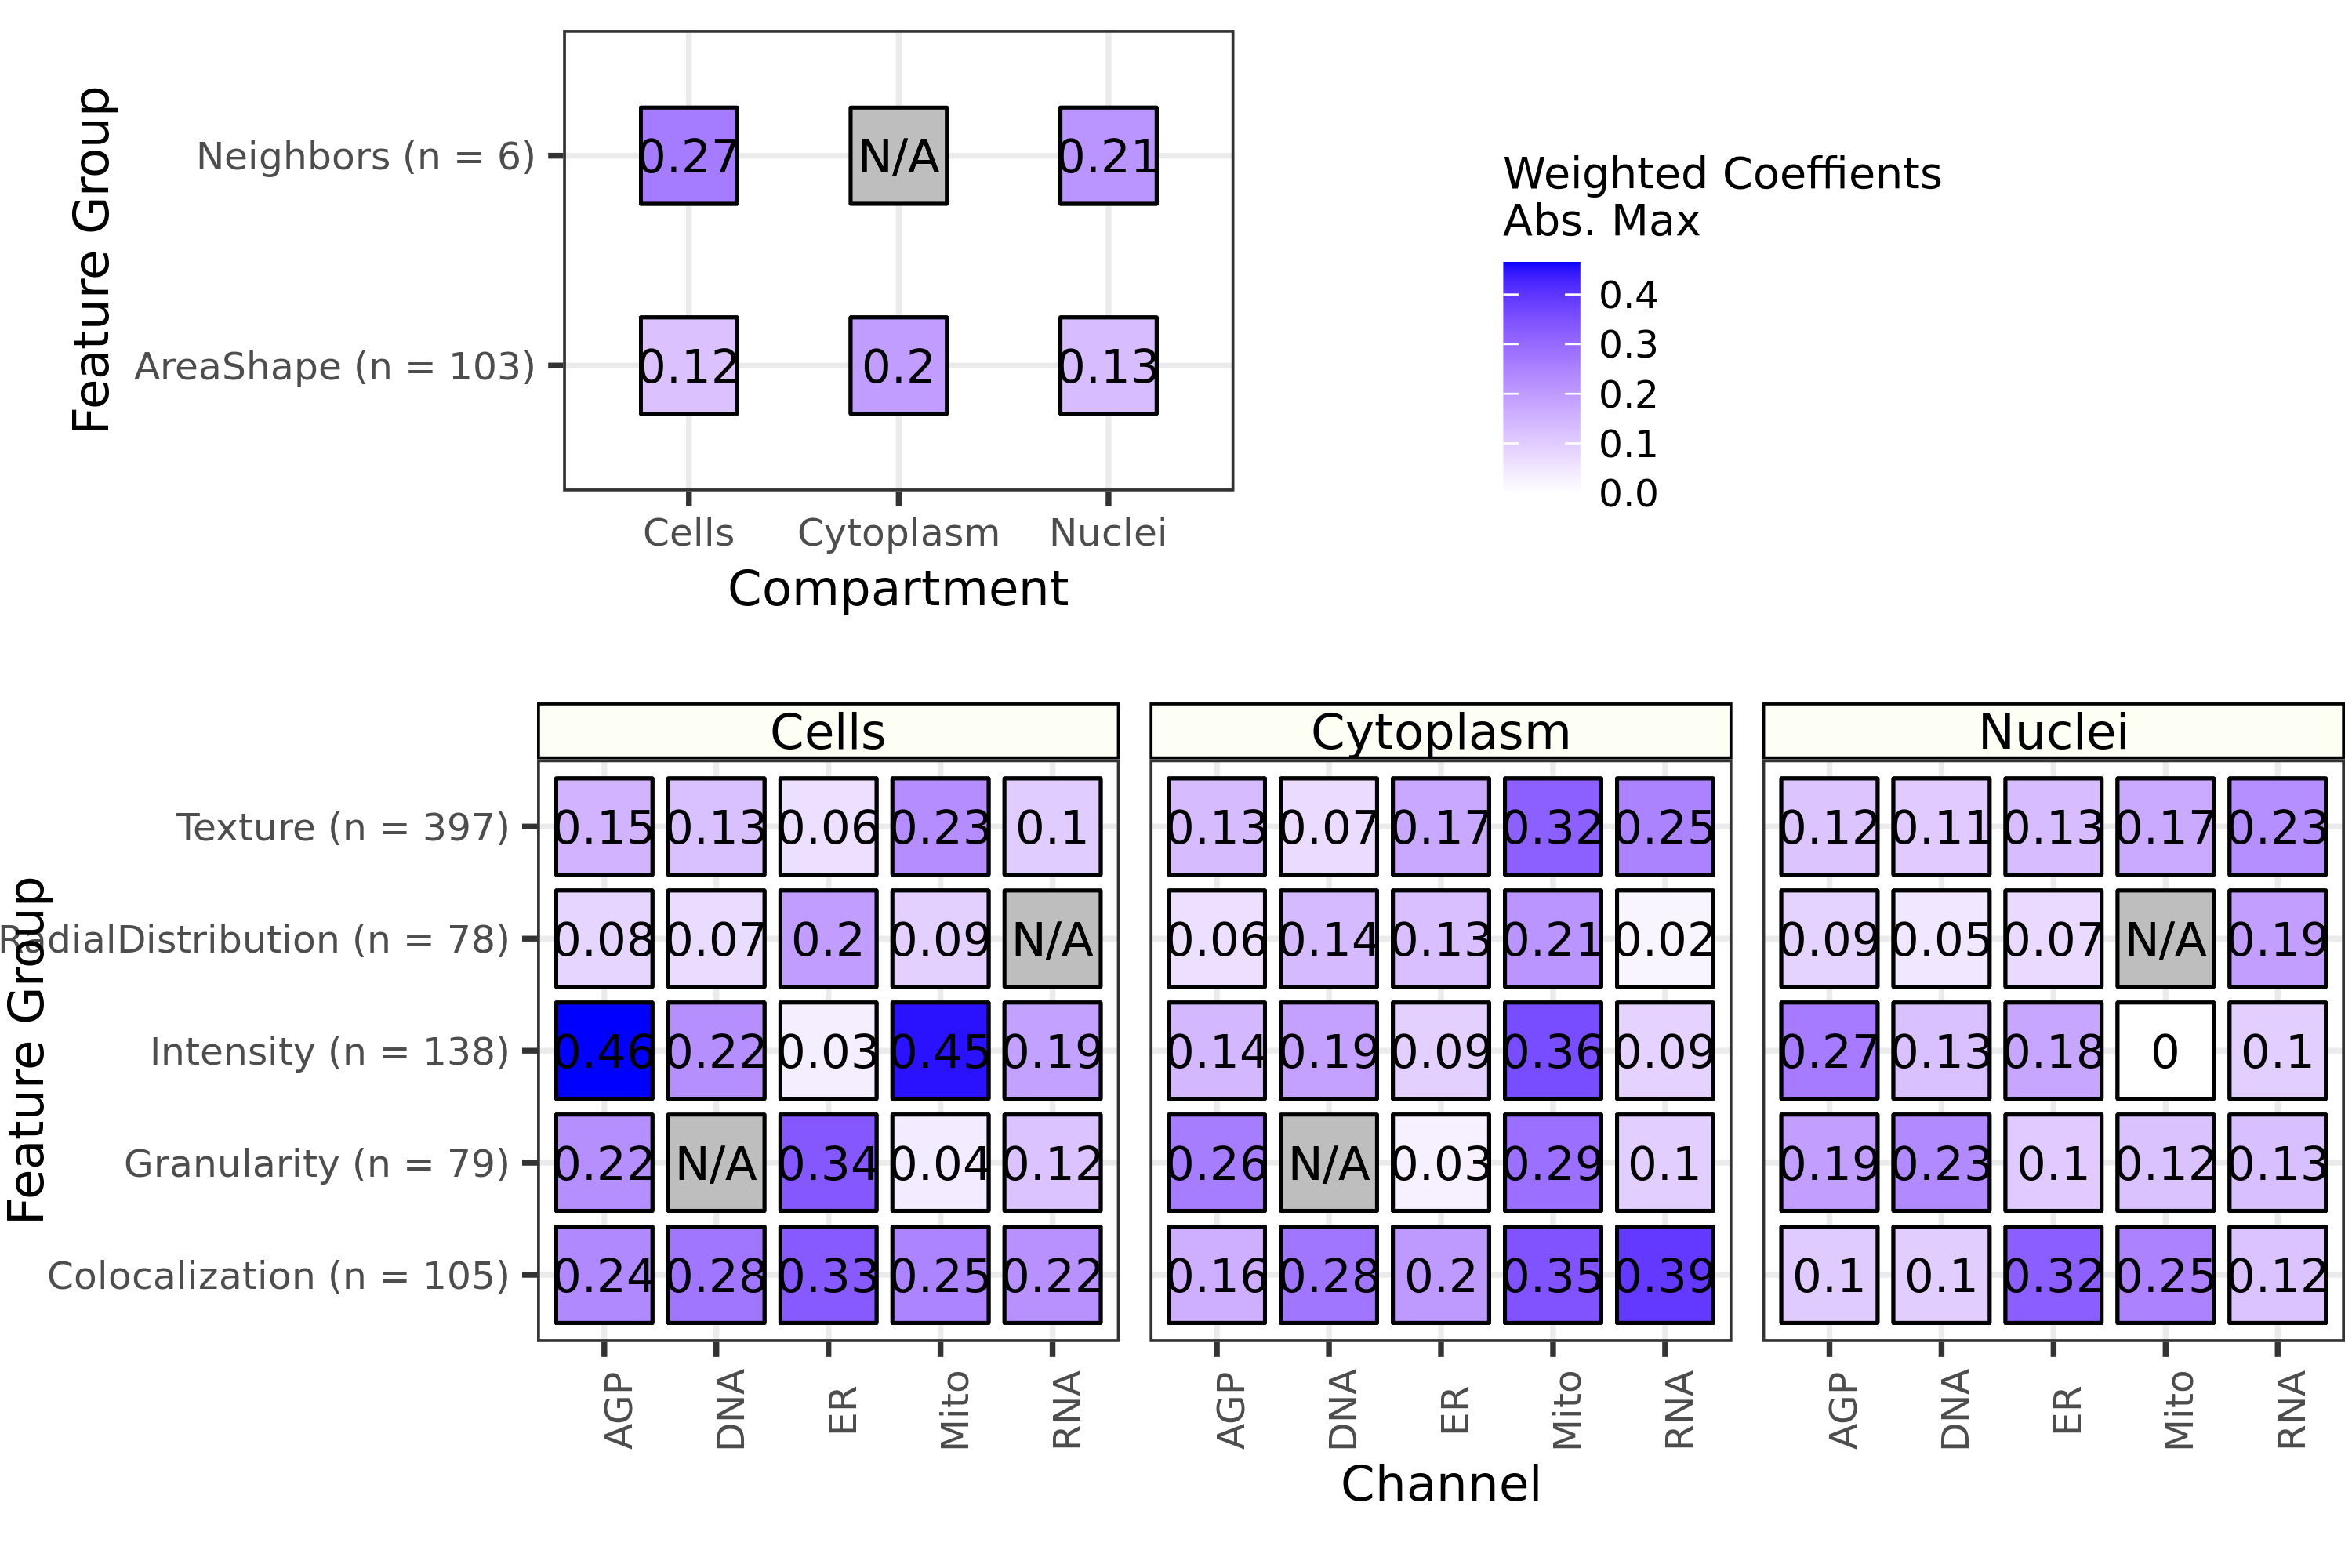 Feature Group
Neighbors (n = 6)
0.27 N/A 0.21
AreaShape (n = 103)
0.12 0.2 0.13
Cells Cytoplasm Nuclei
Compartment
Weighted Coeffients
Abs. Max
0.4
0.3
0.2
0.1
0.0
Cells Cytoplasm Nuclei
Feature Group
Texture (n = 397)
0.15 0.13 0.06 0.23 0.1 0.13 0.07 0.17 0.32 0.25 0.12 0.11 0.13 0.17 0.23
RadialDistribution (n = 78)
0.08 0.07 0.2 0.09 N/A 0.06 0.14 0.13 0.21 0.02 0.09 0.05 0.07 N/A 0.19
Intensity (n = 138)
0.46 0.22 0.03 0.45 0.19 0.14 0.19 0.09 0.36 0.09 0.27 0.13 0.18 0 0.1
Granularity (n = 79)
0.22 N/A 0.34 0.04 0.12 0.26 N/A 0.03 0.29 0.1 0.19 0.23 0.1 0.12 0.13
Colocalization (n = 105)
0.24 0.28 0.33 0.25 0.22 0.16 0.28 0.2 0.35 0.39 0.1 0.1 0.32 0.25 0.12
AGP DNA ER Mito RNA AGP DNA ER Mito RNA AGP DNA ER Mito RNA
Channel